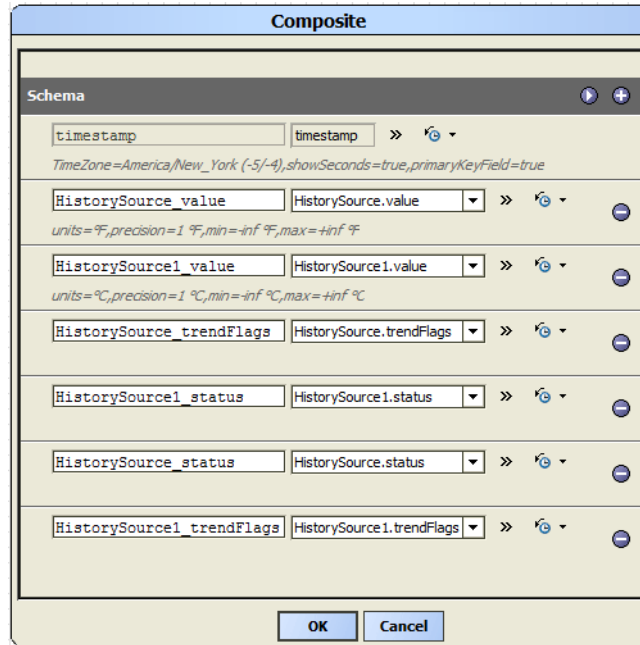 Composite
Schema
timestamp timestamp »
TimeZone=America/New_York (-5/-4),showSeconds=true,primaryKeyField=true
HistorySource_value HistorySource.value »
units=°F,precision=1 °F,min=-inf °F,max=+inf °F
HistorySource1_value HistorySource1.value »
units=°C,precision=1 °C,min=-inf °C,max=+inf °C
HistorySource_trendFlags HistorySource.trendFlags »
HistorySource1_status HistorySource1.status »
HistorySource_status HistorySource.status »
HistorySource1_trendFlags HistorySource1.trendFlags »
OK Cancel